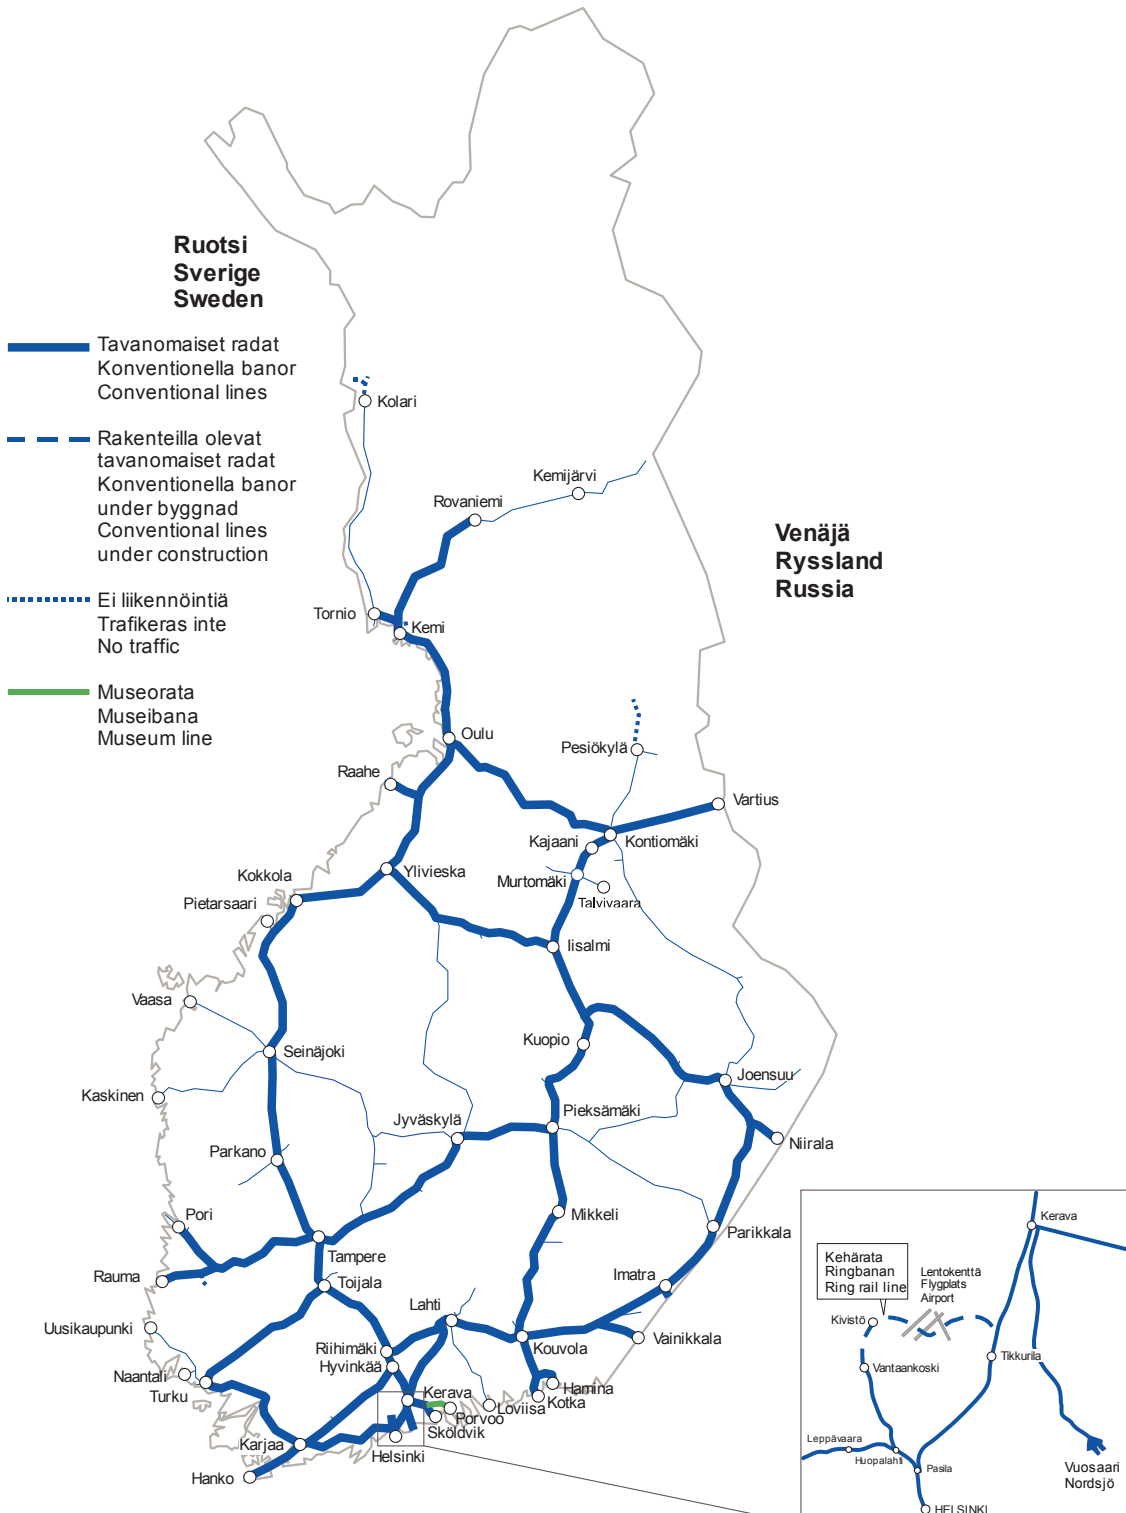 Ruotsi
Sverige
Sweden
Tavanomaiset radat
Konventionella banor
Conventional lines
Rakenteilla olevat
tavanomaiset radat
Konventionella banor
under byggnad
Conventional lines
under construction
Ei liikennöintiä
Trafikeras inte
No traffic
Museorata
Museibana
Museum line
Venäjä
Ryssland
Russia
Kolari
Kemijärvi
Rovaniemi
Tornio
Kemi
Oulu
Pesiökylä
Raahe
Vartius
Kajaani
Kontiomäki
Ylivieska
Murtomäki
Talvivaara
Kokkola
Pietarsaari
Iisalmi
Vaasa
Kuopio
Seinäjoki
Joensuu
Kaskinen
Jyväskylä
Pieksämäki
Niirala
Parkano
Pori
Mikkeli
Parikkala
Tampere
Rauma
Toijala
Imatra
Lahti
Uusikaupunki
Riihimäki
Hyvinkää
Kouvola
Vainikkala
Naantali
Turku
Kerava
Porvoo
Sköldvik
Loviisa
Hamina
Kotka
Karjaa
Helsinki
Hanko
Kerava
Kehärata
Ringbanan
Ring rail line
Lentokenttä
Flygplats
Airport
Kivistö
Tikkurila
Vantaankoski
Leppävaara
Huopalahti
Pasila
Vuosaari
Nordsjö
HELSINKI